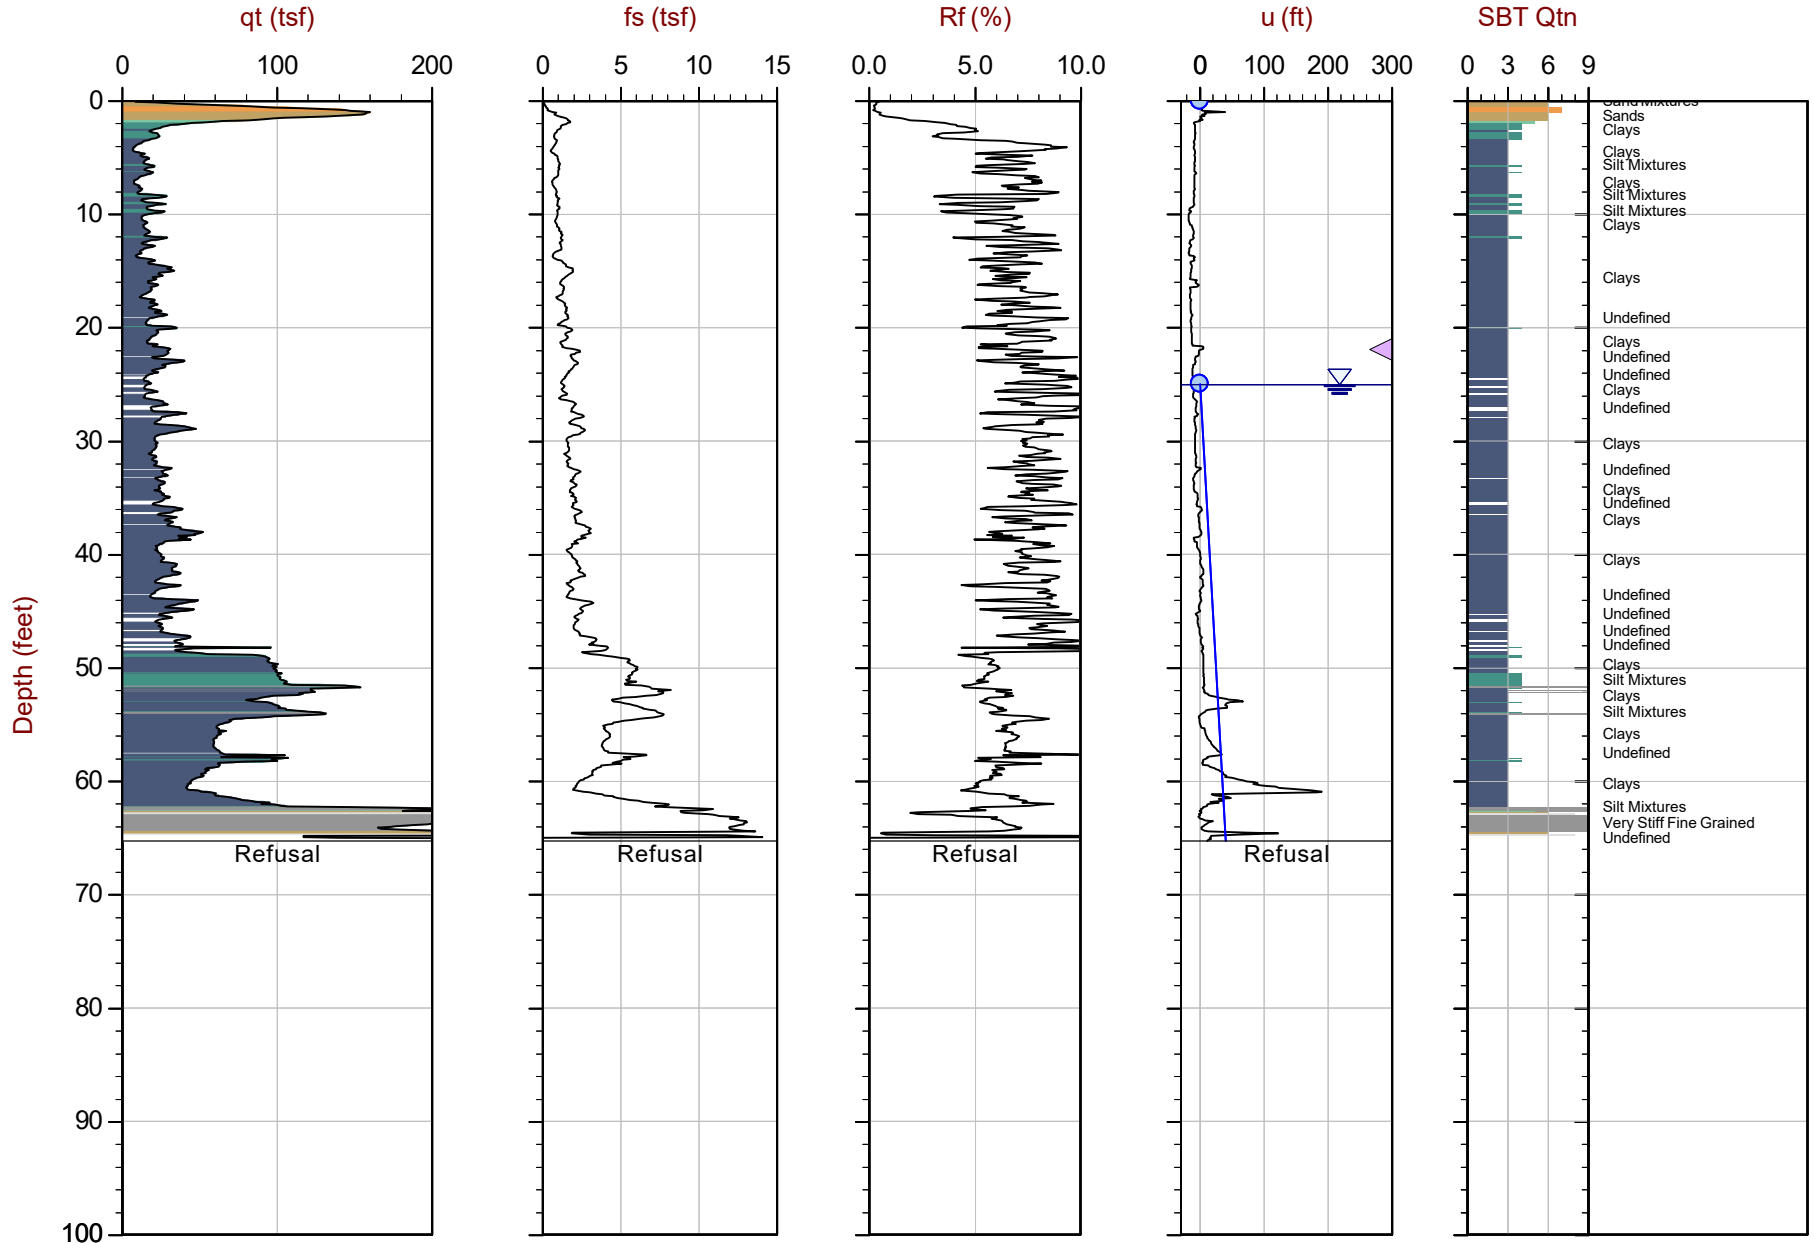 qt (tsf) fs (tsf) Rf (%) u (ft) SBT Qtn
0 100 200 0 5 10 15 0.0 5.0 10.0 0 100 200 300 0 3 6 9
0
10
20
30
40
50
60
70
80
90
100
Depth (feet)
Sand Mixtures
Sands
Clays
Clays
Silt Mixtures
Clays
Silt Mixtures
Silt Mixtures
Clays
Clays
Undefined
Clays
Undefined
Undefined
Clays
Undefined
Clays
Undefined
Clays
Undefined
Clays
Clays
Undefined
Undefined
Undefined
Undefined
Clays
Silt Mixtures
Clays
Silt Mixtures
Clays
Undefined
Clays
Silt Mixtures
Very Stiff Fine Grained
Undefined
Refusal Refusal Refusal Refusal